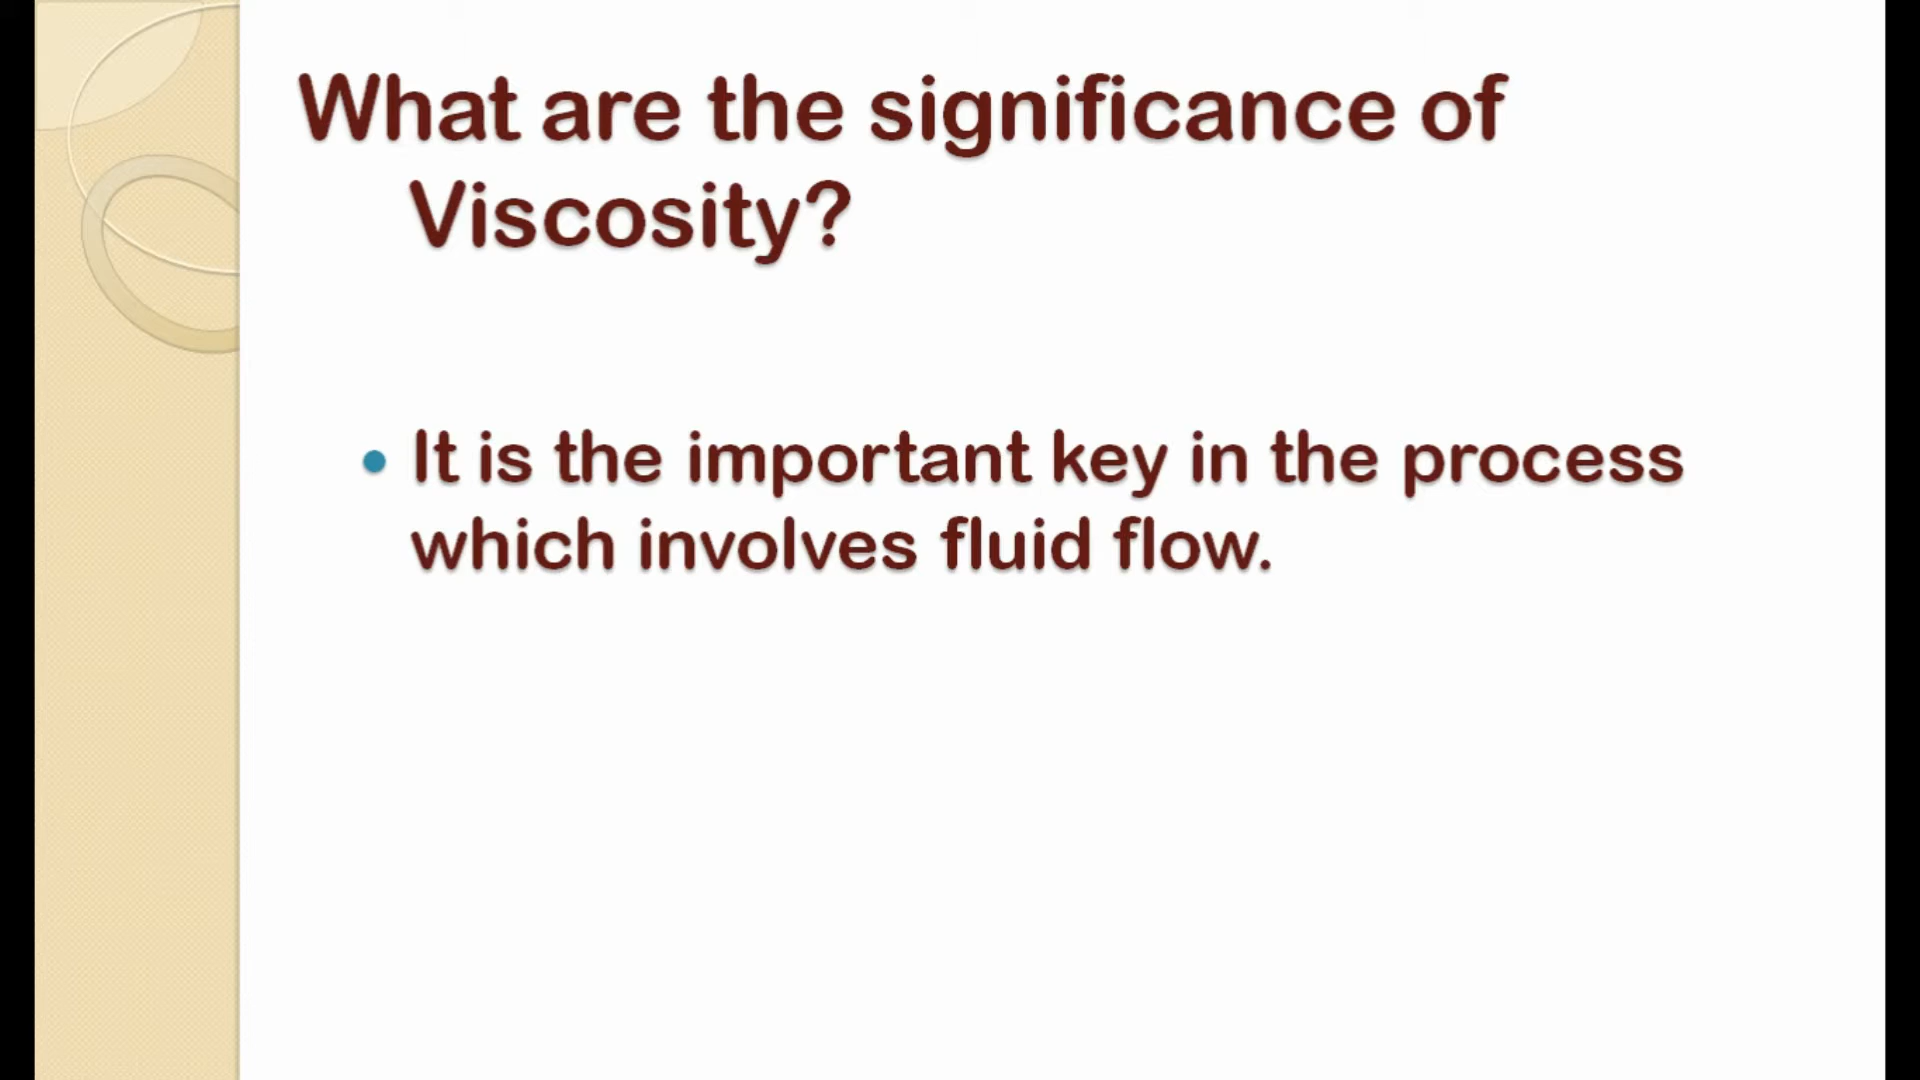 What are the significance of
Viscosity?
• It is the important key in the process
which involves fluid flow.